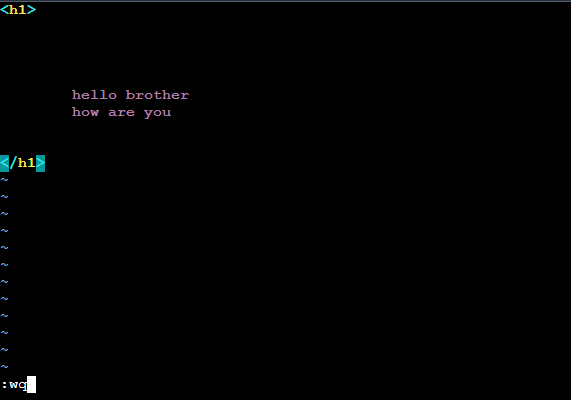 <h1>
hello brother
how are you
</h1>
~
~
~
~
~
~
~
~
~
~
~
~
:wq